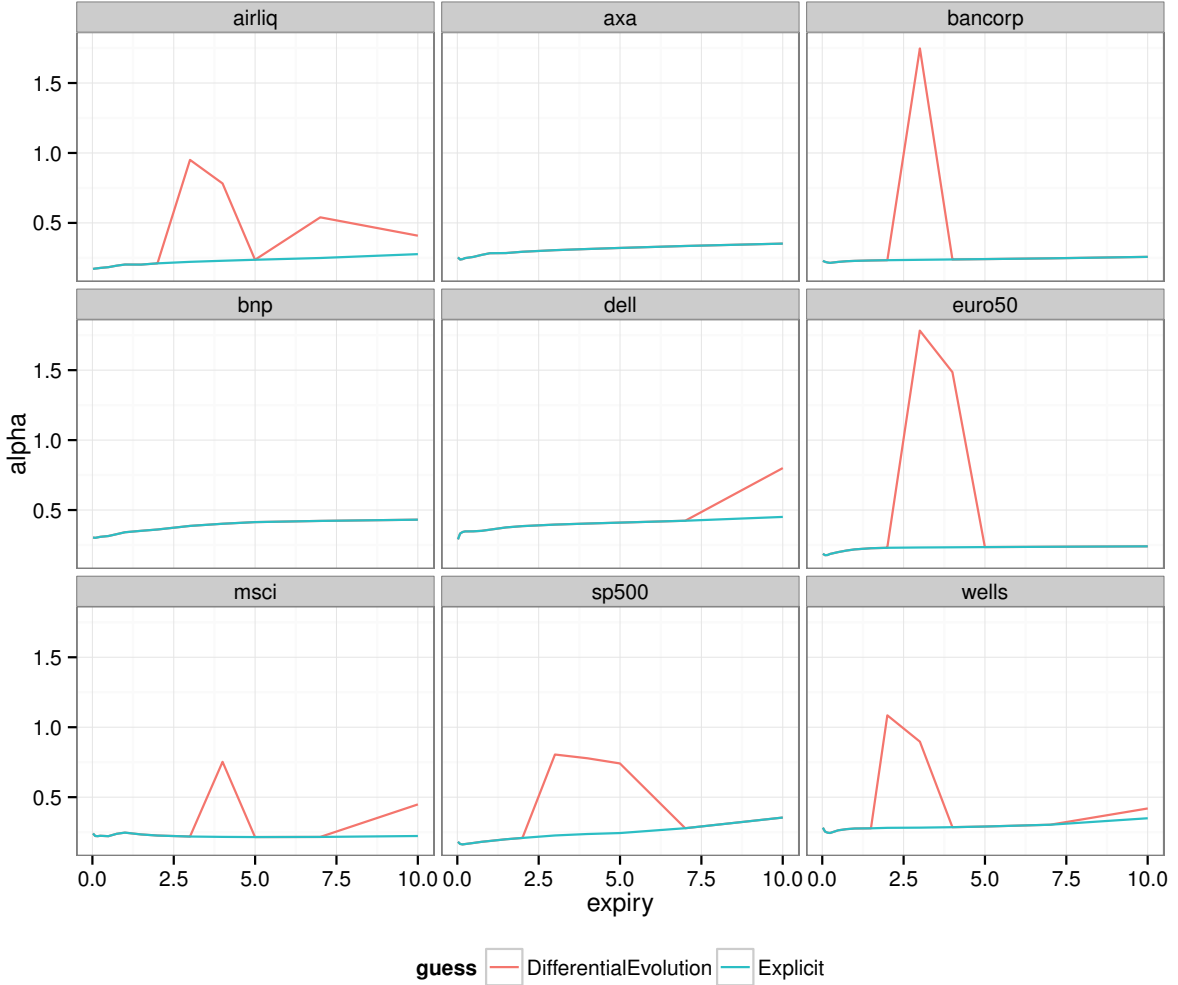 airliq axa bancorp
1.5
1.0
0.5
bnp dell euro50
1.5
1.0
0.5
alpha
msci sp500 wells
1.5
1.0
0.5
0.0 2.5 5.0 7.5 10.0 0.0 2.5 5.0 7.5 10.0 0.0 2.5 5.0 7.5 10.0
expiry
guess DifferentialEvolution Explicit